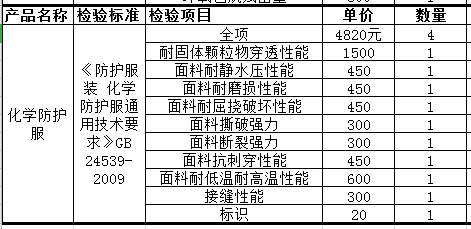 产品名称 检验标准 检验项目 单价 数量
化学防护服
《防护服装 化学防护服通用技术要求》GB 24539-2009
全项 4820元 4
耐固体颗粒物穿透性能 1500 1
面料耐静水压性能 450 1
面料耐磨损性能 450 1
面料耐屈挠破坏性能 450 1
面料撕破强力 300 1
面料断裂强力 300 1
面料抗刺穿性能 450 1
面料耐低温耐高温性能 600 1
接缝性能 300 1
标识 20 1